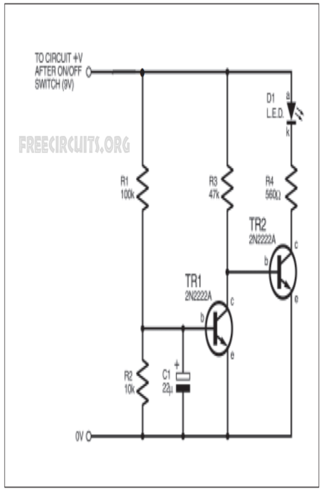 TO CIRCUIT +V
AFTER ON/OFF
SWITCH (9V)
FREECIRCUITS.ORG
D1
L.E.D.
a
k
R1
100k
R3
47k
R4
560Ω
TR2
2N2222A
c
b
e
TR1
2N2222A
c
b
e
R2
10k
C1
22µ
+
0V